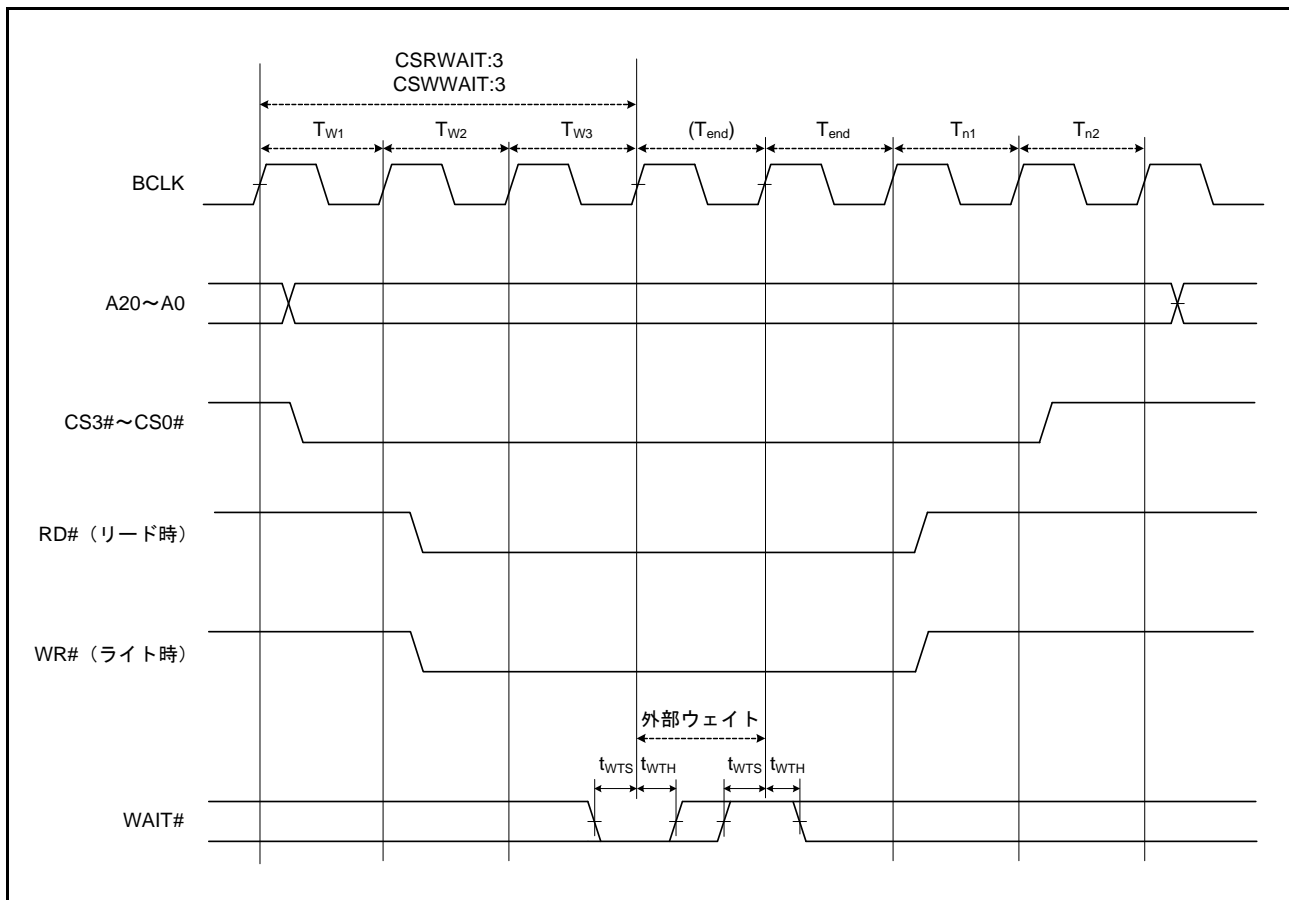 CSRWAIT:3
CSWWAIT:3
TW1 TW2 TW3 (Tend) Tend Tn1 Tn2
BCLK
A20～A0
CS3#～CS0#
RD#（リード時）
WR#（ライト時）
外部ウェイト
tWTS tWTH tWTS tWTH
WAIT#